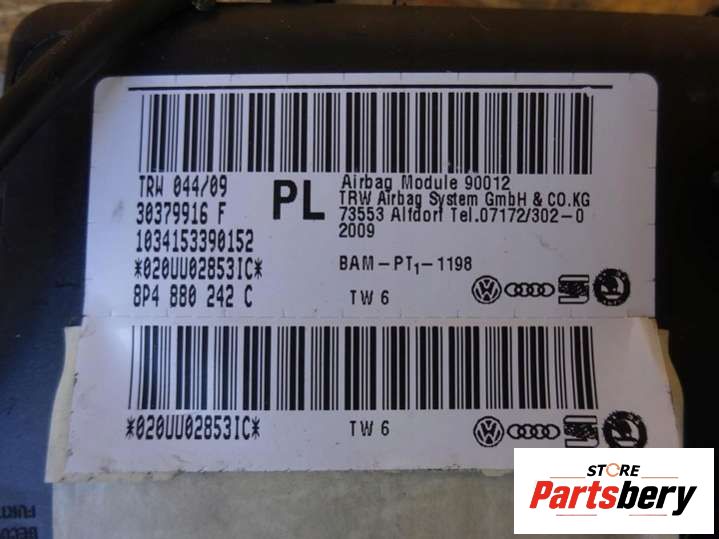 TRW 044/09
30379916 F
1034153390152
*020UU02853IC*
8P4 880 242 C
PL
Airbag Module 90012
TRW Airbag System GmbH & CO.KG
73553 Alfdorf Tel.07172/302-0
2009
BAM-PT1-1198
TW 6
*020UU02853IC*
TW 6
STORE
Partsbery